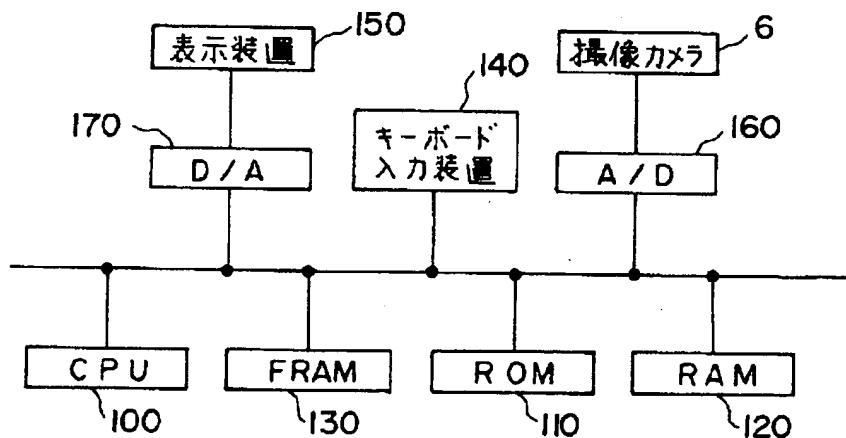 150
6
表示装置
撮像カメラ
140
170
キーボード
入力装置
160
D/A
A/D
CPU
FRAM
ROM
RAM
100
130
110
120